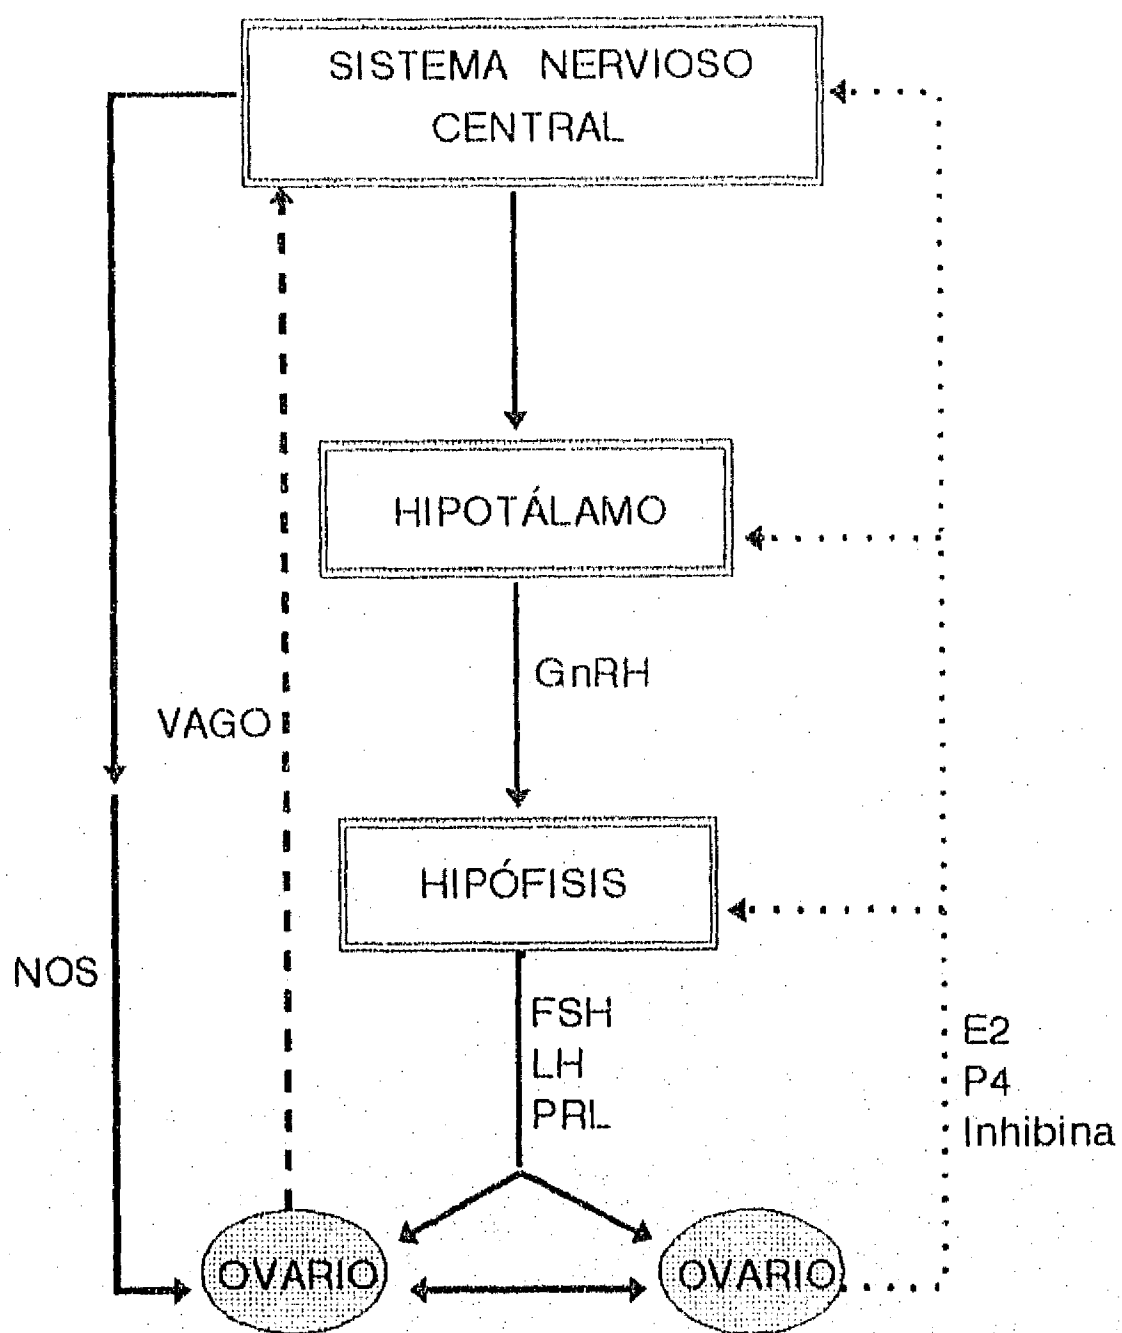 SISTEMA NERVIOSO
CENTRAL
HIPOTÁLAMO
GnRH
VAGO
HIPÓFISIS
NOS
FSH
LH
PRL
E2
P4
Inhibina
OVARIO
OVARIO